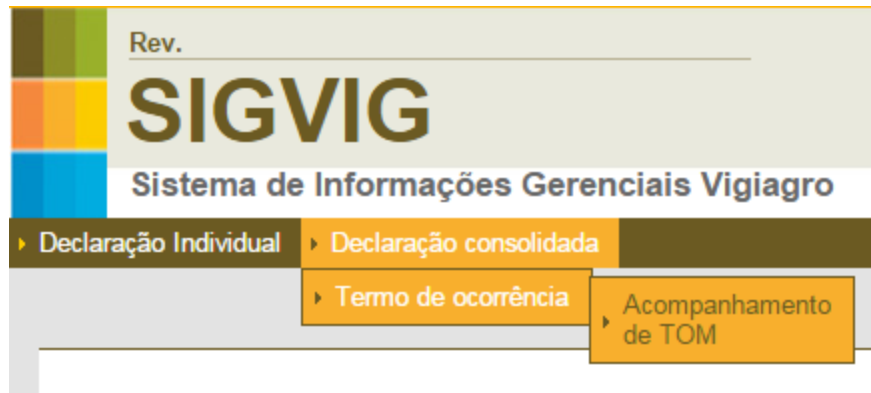 Rev.
SIGVIG
Sistema de Informações Gerenciais Vigiagro
Declaração Individual
Declaração consolidada
Termo de ocorrência
Acompanhamento
de TOM